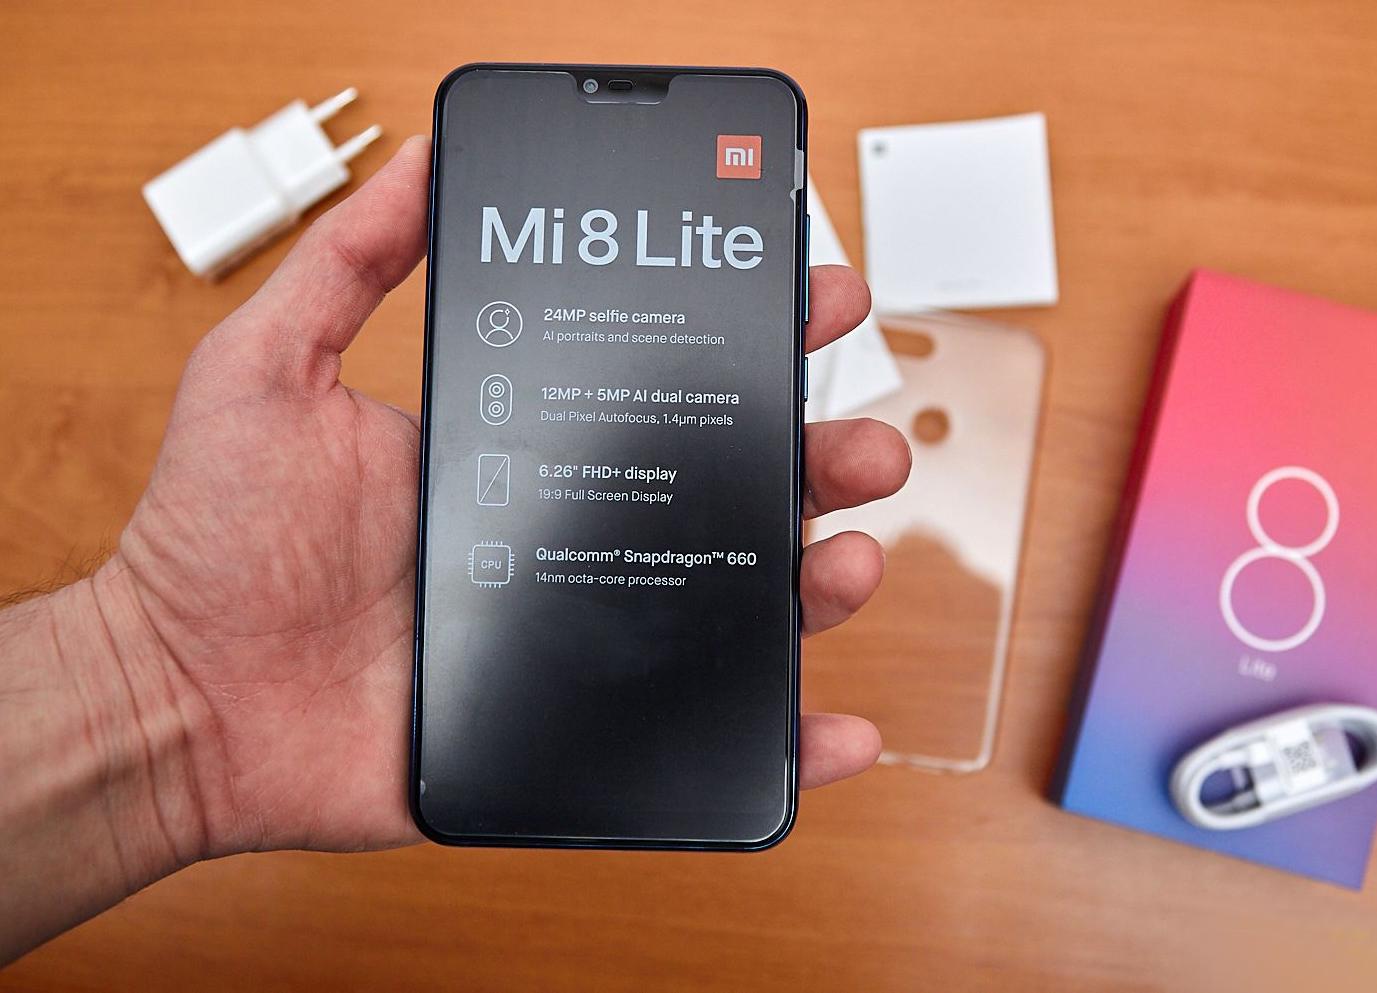 mi
Mi 8 Lite
24MP selfie camera
AI portraits and scene detection
12MP + 5MP AI dual camera
Dual Pixel Autofocus, 1.4μm pixels
6.26" FHD+ display
19:9 Full Screen Display
CPU
Qualcomm® Snapdragon™ 660
14nm octa-core processor
8
Lite